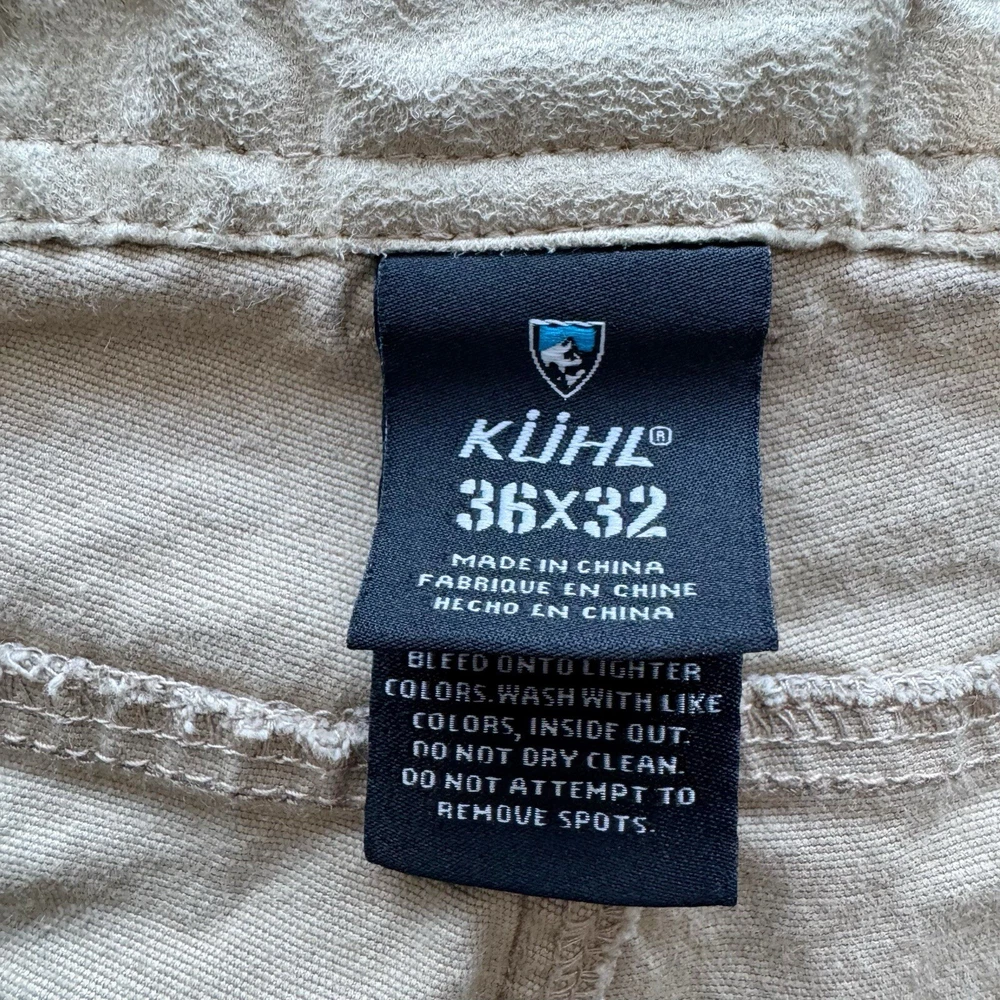 KÜHL®
36X32
MADE IN CHINA
FABRIQUE EN CHINE
HECHO EN CHINA
BLEED ONTO LIGHTER
COLORS. WASH WITH LIKE
COLORS, INSIDE OUT.
DO NOT DRY CLEAN.
DO NOT ATTEMPT TO
REMOVE SPOTS.